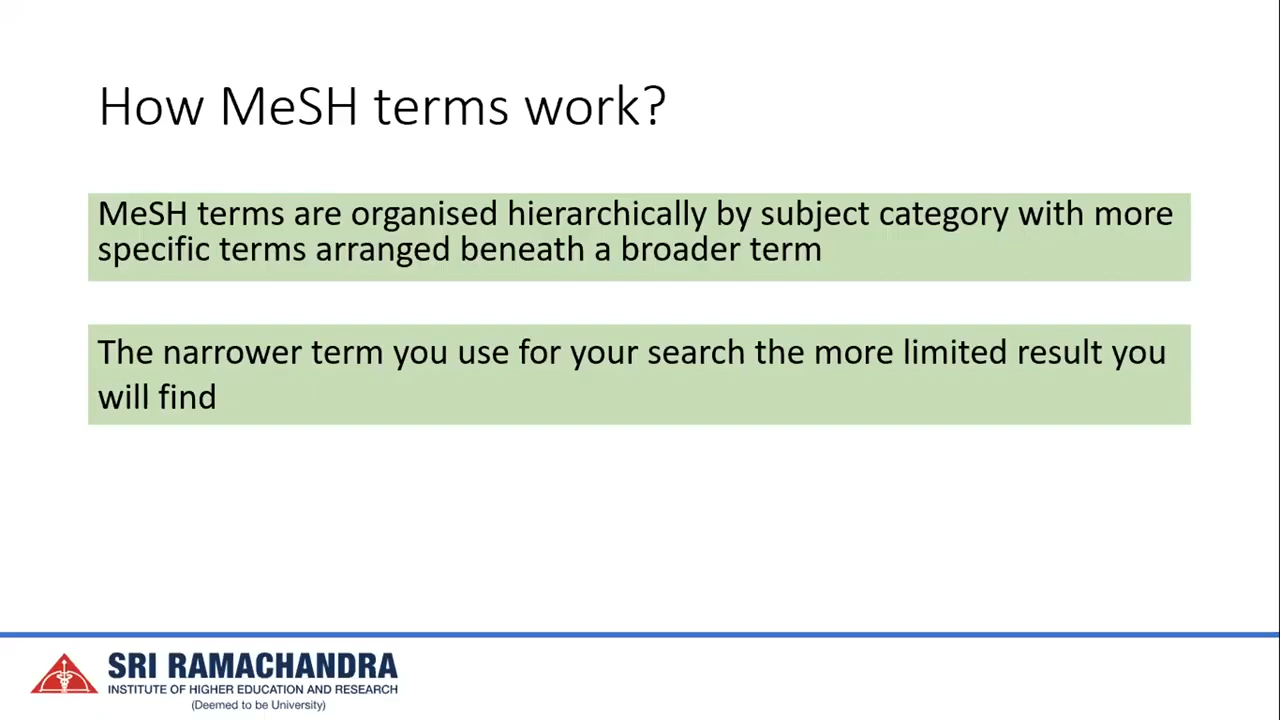 How MeSH terms work?
MeSH terms are organised hierarchically by subject category with more
specific terms arranged beneath a broader term
The narrower term you use for your search the more limited result you
will find
SRI RAMACHANDRA
INSTITUTE OF HIGHER EDUCATION AND RESEARCH
(Deemed to be University)